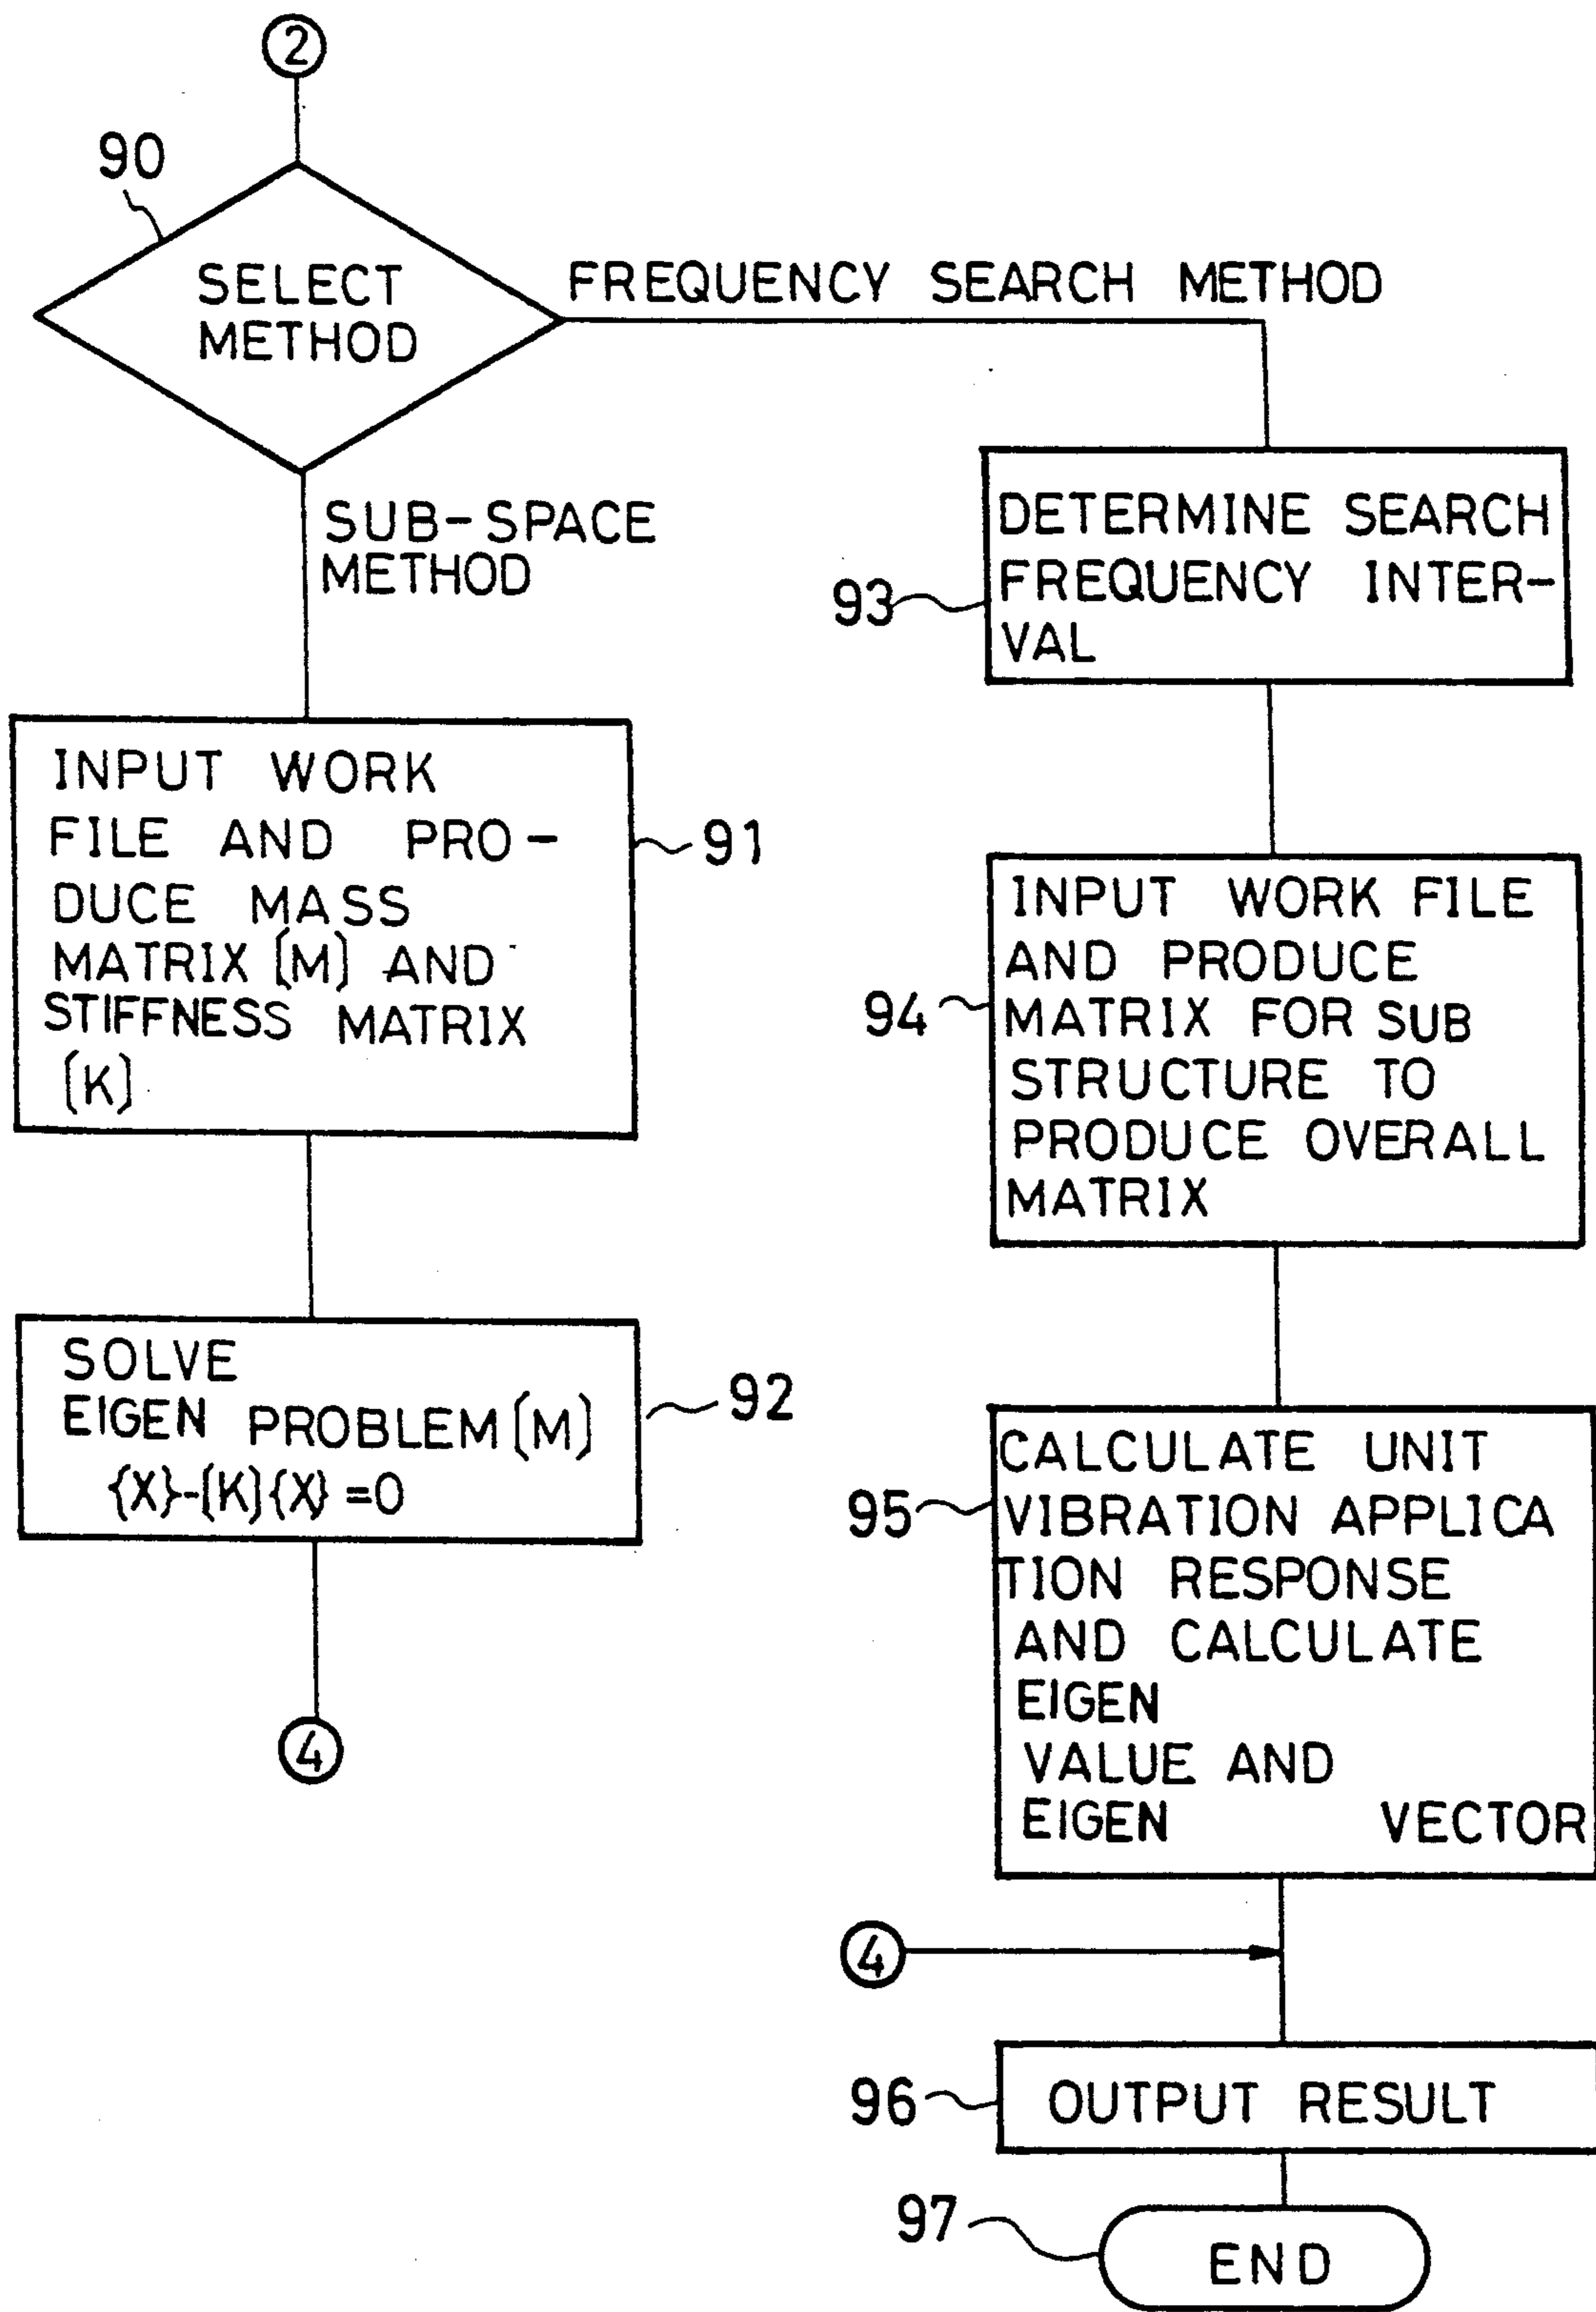 2
90
SELECT
METHOD
FREQUENCY SEARCH METHOD
SUB-SPACE
METHOD
INPUT WORK
FILE AND PRO-
DUCE MASS
MATRIX [M] AND
STIFFNESS MATRIX
[K]
91
SOLVE
EIGEN PROBLEM [M]
{X}-[K]{X}=0
92
4
DETERMINE SEARCH
FREQUENCY INTER-
VAL
93
INPUT WORK FILE
AND PRODUCE
MATRIX FOR SUB
STRUCTURE TO
PRODUCE OVERALL
MATRIX
94
CALCULATE UNIT
VIBRATION APPLICA
TION RESPONSE
AND CALCULATE
EIGEN
VALUE AND
EIGEN VECTOR
95
4
OUTPUT RESULT
96
END
97